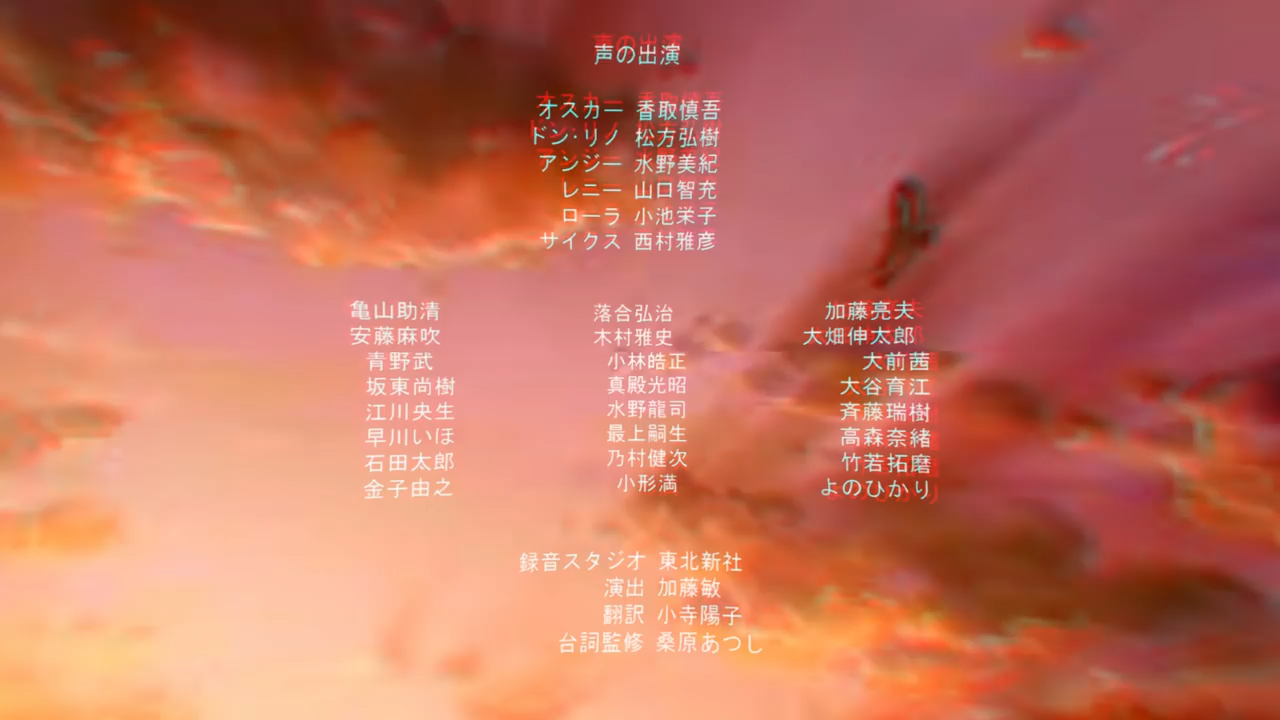 声の出演
オスカー 香取慎吾
ドン・リノ 松方弘樹
アンジー 水野美紀
レニー 山口智充
ローラ 小池栄子
サイクス 西村雅彦
亀山助清 落合弘治 加藤亮夫
安藤麻吹 木村雅史 大畑伸太郎
青野武 小林皓正 大前茜
坂東尚樹 真殿光昭 大谷育江
江川央生 水野龍司 斉藤瑞樹
早川いほ 最上嗣生 高森奈緒
石田太郎 乃村健次 竹若拓磨
金子由之 小形満 よのひかり
録音スタジオ 東北新社
演出 加藤敏
翻訳 小寺陽子
台詞監修 桑原あつし